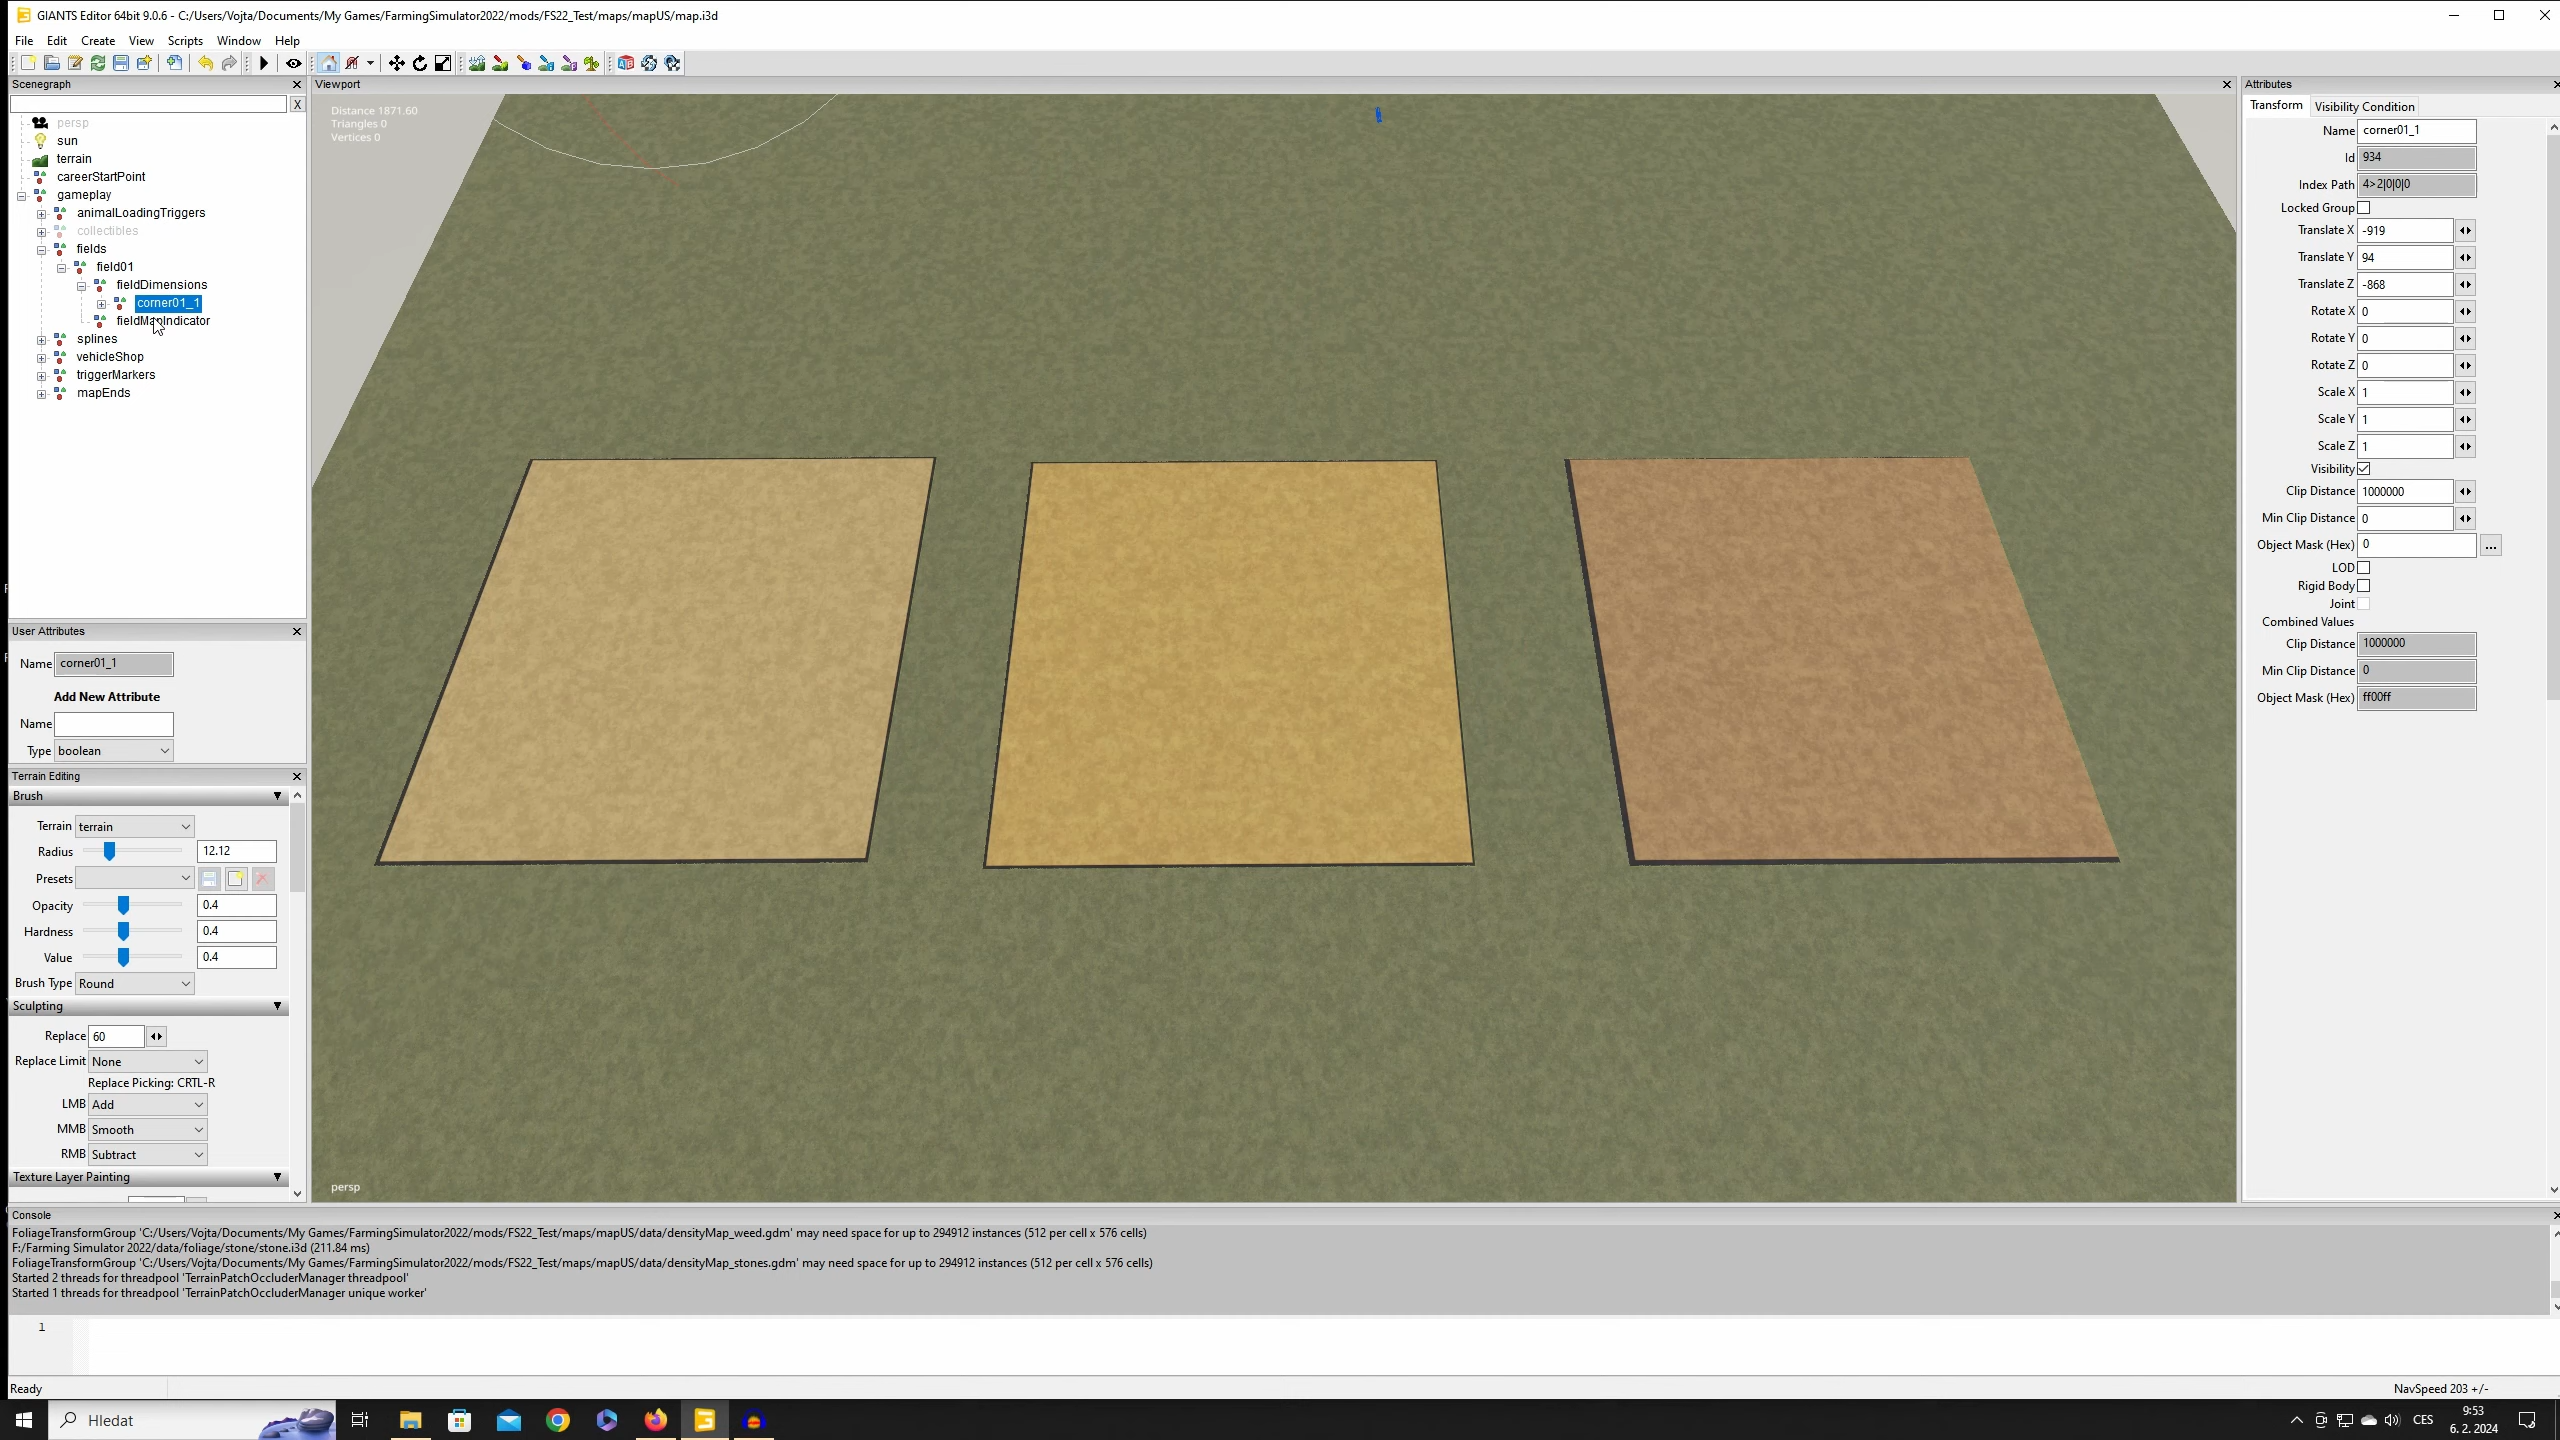 GIANTS Editor 64bit 9.0.6 - C:/Users/Vojta/Documents/My Games/FarmingSimulator2022/mods/FS22_Test/maps/mapUS/map.i3d
File Edit Create View Scripts Window Help
Scenegraph
X
persp
sun
terrain
careerStartPoint
gameplay
animalLoadingTriggers
collectibles
fields
field01
fieldDimensions
corner01_1
fieldMapIndicator
splines
vehicleShop
triggerMarkers
mapEnds
User Attributes
Name corner01_1
Add New Attribute
Name
Type boolean
Terrain Editing
Brush
Terrain terrain
Radius 12.12
Presets
Opacity 0.4
Hardness 0.4
Value 0.4
Brush Type Round
Sculpting
Replace 60
Replace Limit None
Replace Picking: CRTL-R
LMB Add
MMB Smooth
RMB Subtract
Texture Layer Painting
Viewport
Distance 1871.60
Triangles 0
Vertices 0
persp
Attributes
Transform Visibility Condition
Name corner01_1
Id 934
Index Path 4>2|0|0|0
Locked Group
Translate X -919
Translate Y 94
Translate Z -868
Rotate X 0
Rotate Y 0
Rotate Z 0
Scale X 1
Scale Y 1
Scale Z 1
Visibility
Clip Distance 1000000
Min Clip Distance 0
Object Mask (Hex) 0 ...
LOD
Rigid Body
Joint
Combined Values
Clip Distance 1000000
Min Clip Distance 0
Object Mask (Hex) ff00ff
Console
FoliageTransformGroup 'C:/Users/Vojta/Documents/My Games/FarmingSimulator2022/mods/FS22_Test/maps/mapUS/data/densityMap_weed.gdm' may need space for up to 294912 instances (512 per cell x 576 cells)
F:/Farming Simulator 2022/data/foliage/stone/stone.i3d (211.84 ms)
FoliageTransformGroup 'C:/Users/Vojta/Documents/My Games/FarmingSimulator2022/mods/FS22_Test/maps/mapUS/data/densityMap_stones.gdm' may need space for up to 294912 instances (512 per cell x 576 cells)
Started 2 threads for threadpool 'TerrainPatchOccluderManager threadpool'
Started 1 threads for threadpool 'TerrainPatchOccluderManager unique worker'
1
Ready
NavSpeed 203 +/-
Hledat
CES
9:53
6. 2. 2024